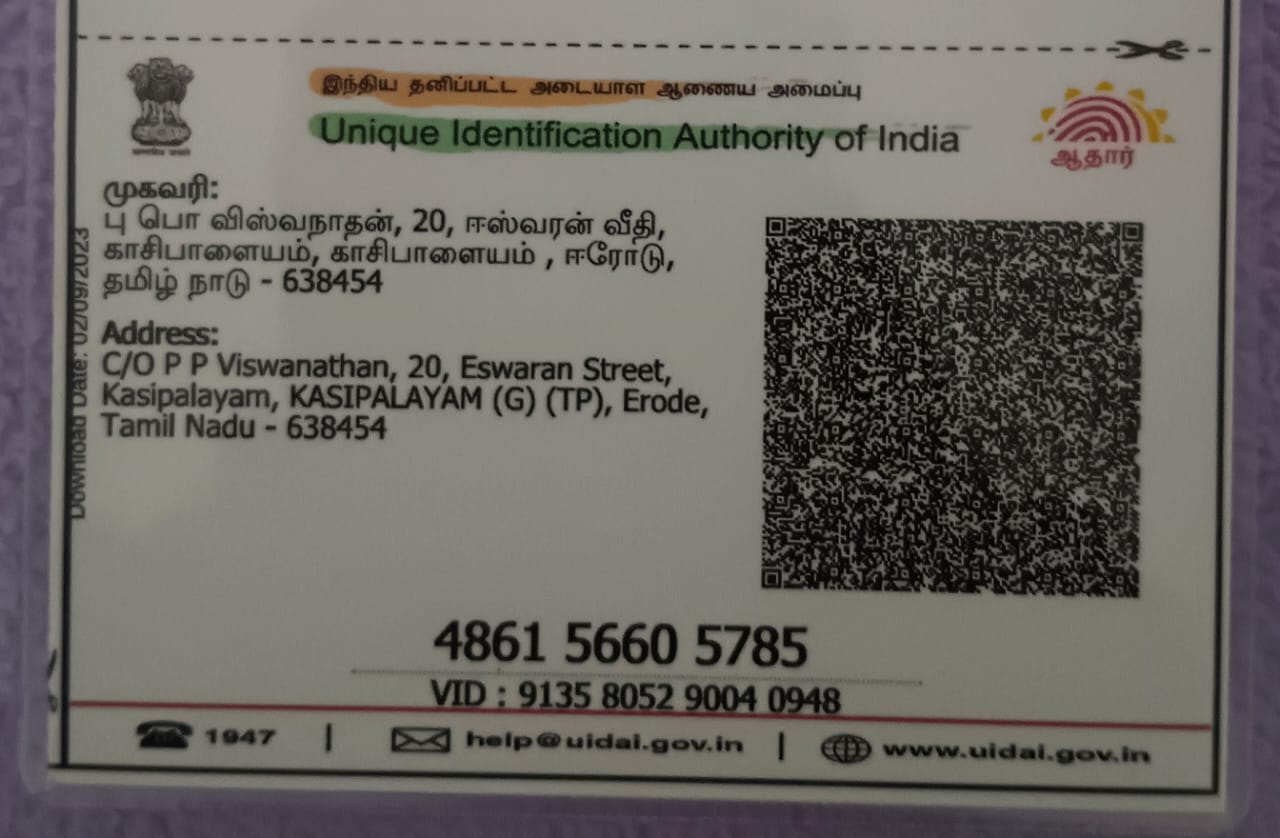 இந்திய தனிப்பட்ட அடையாள ஆணைய அமைப்பு
Unique Identification Authority of India
ஆதார்
முகவரி:
பு பொ விஸ்வநாதன், 20, ஈஸ்வரன் வீதி,
காசிபாளையம், காசிபாளையம் , ஈரோடு,
தமிழ் நாடு - 638454
Address:
C/O P P Viswanathan, 20, Eswaran Street,
Kasipalayam, KASIPALAYAM (G) (TP), Erode,
Tamil Nadu - 638454
Download Date: 02/09/2023
4861 5660 5785
VID : 9135 8052 9004 0948
1947 | help@uidai.gov.in | www.uidai.gov.in